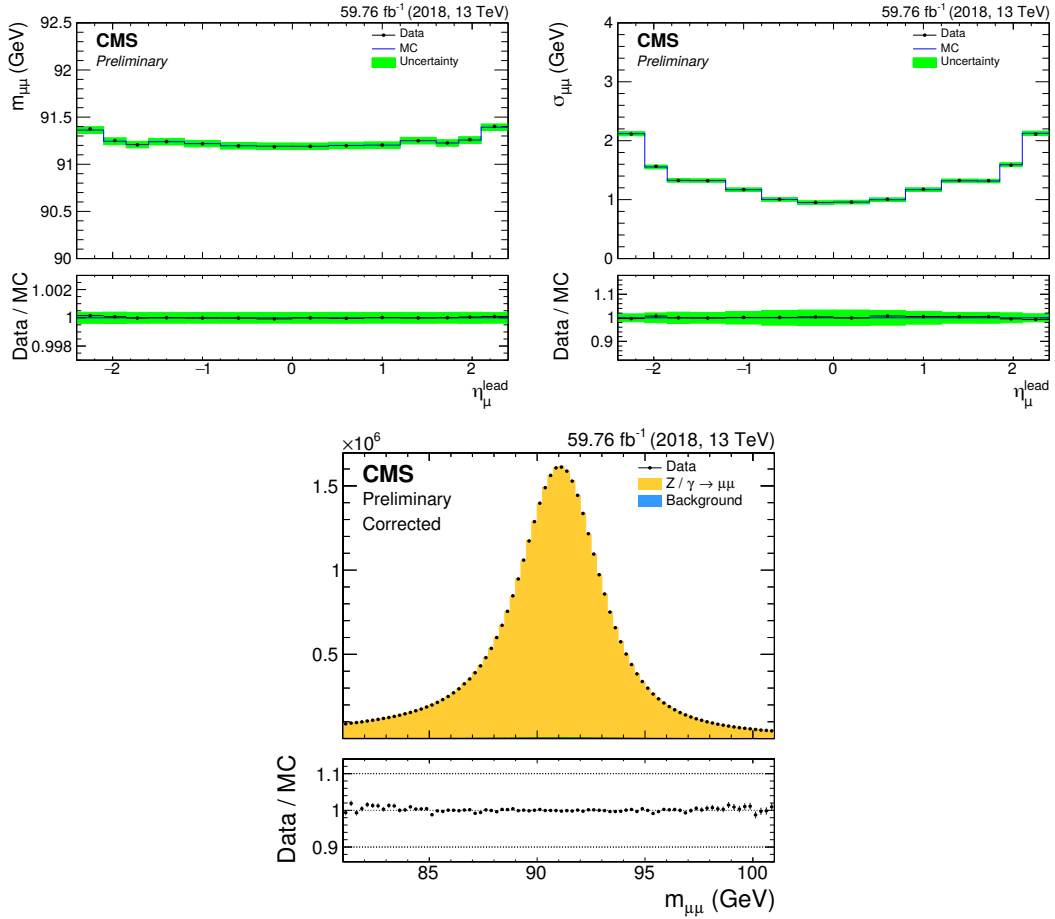 59.76 fb⁻¹ (2018, 13 TeV)
CMS
Preliminary
Data
MC
Uncertainty
m_μμ (GeV)
92.5
92
91.5
91
90.5
90
Data / MC
1.002
1
0.998
−2 −1 0 1 2
η_μ^lead
59.76 fb⁻¹ (2018, 13 TeV)
CMS
Preliminary
Data
MC
Uncertainty
σ_μμ (GeV)
4
3
2
1
0
Data / MC
1.1
1
0.9
−2 −1 0 1 2
η_μ^lead
×10⁶
59.76 fb⁻¹ (2018, 13 TeV)
CMS
Preliminary
Corrected
Data
Z / γ → μμ
Background
1.5
1
0.5
Data / MC
1.1
1
0.9
85 90 95 100
m_μμ (GeV)